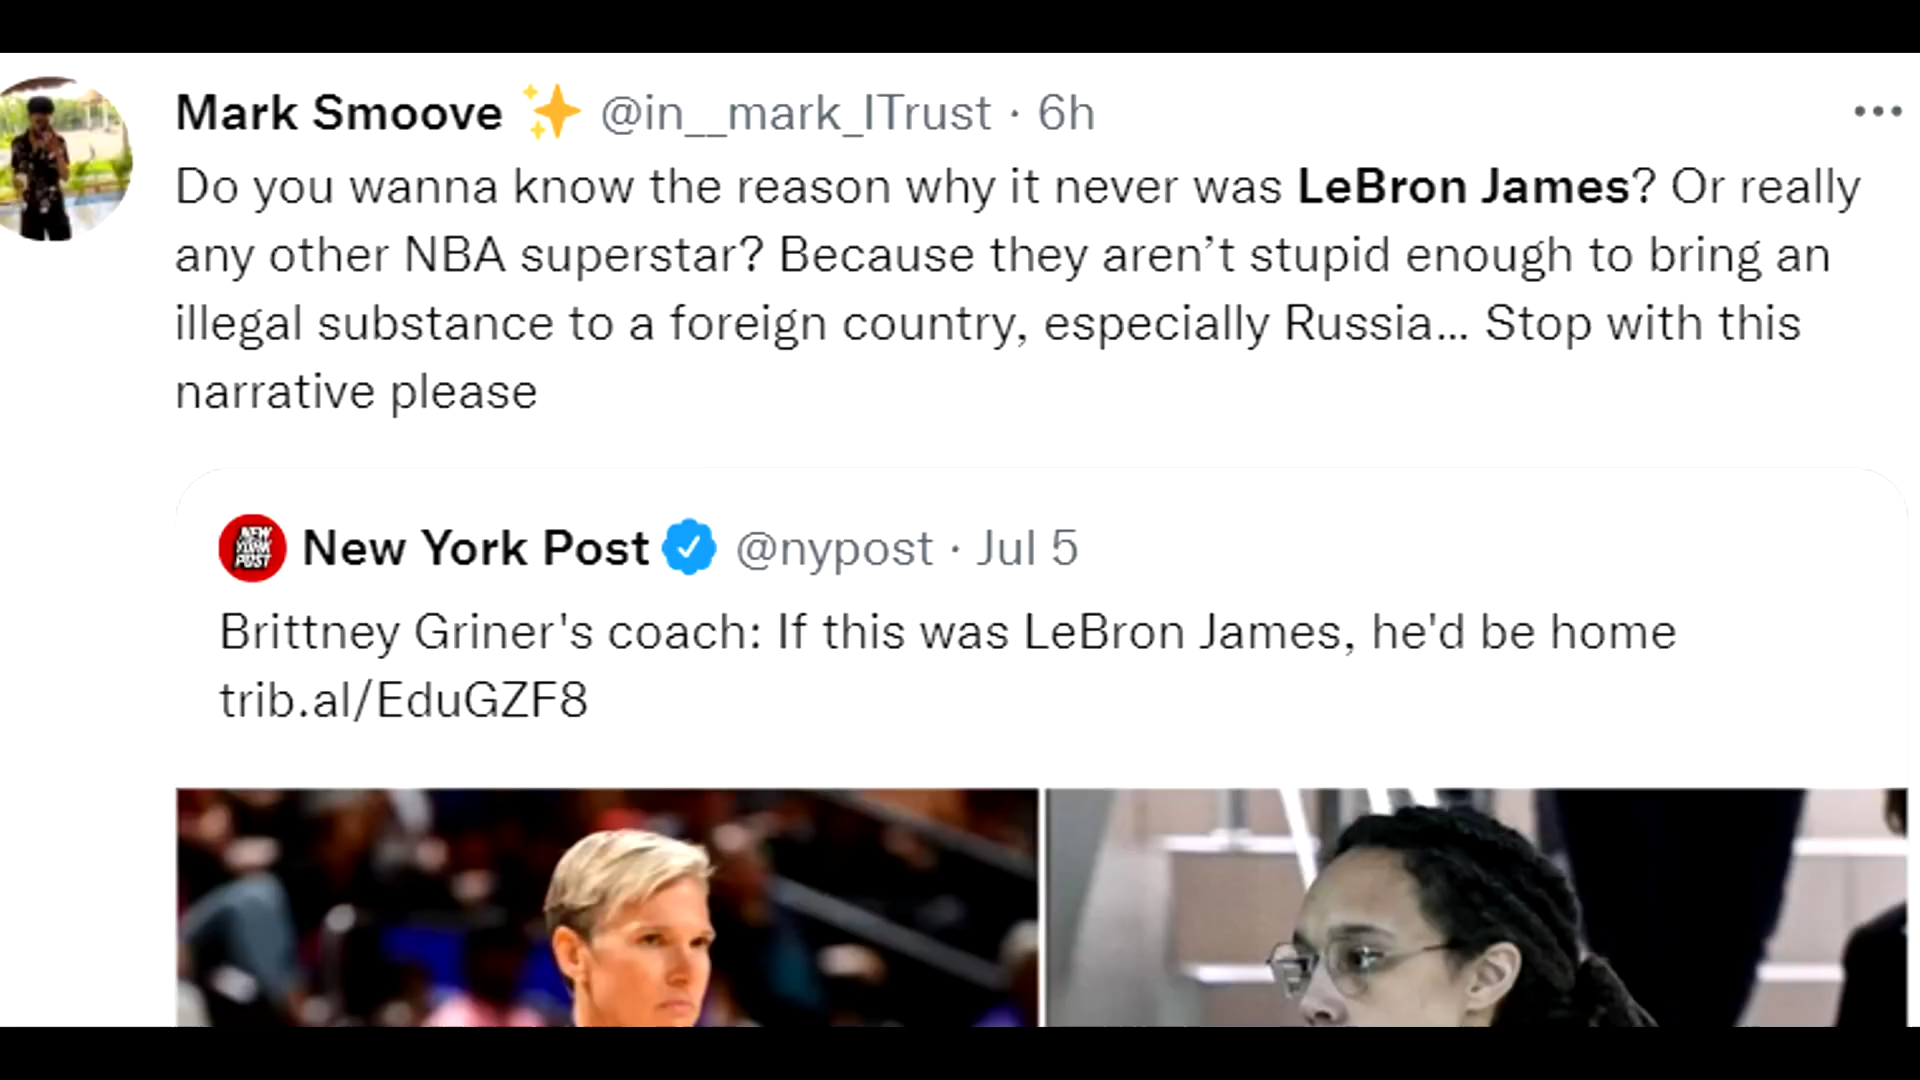 Mark Smoove ✨ @in__mark_ITrust · 6h
Do you wanna know the reason why it never was LeBron James? Or really
any other NBA superstar? Because they aren’t stupid enough to bring an
illegal substance to a foreign country, especially Russia... Stop with this
narrative please
NEW
YORK
POST
New York Post @nypost · Jul 5
Brittney Griner's coach: If this was LeBron James, he'd be home
trib.al/EduGZF8